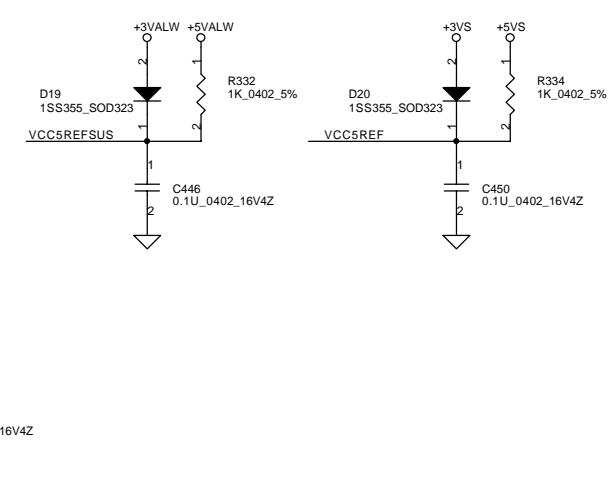 +3VALW +5VALW
+3VS +5VS
2 1
2 1
D19
1SS355_SOD323
R332
1K_0402_5%
D20
1SS355_SOD323
R334
1K_0402_5%
1 2
1 2
VCC5REFSUS
VCC5REF
1
1
C446
0.1U_0402_16V4Z
C450
0.1U_0402_16V4Z
2
2
16V4Z